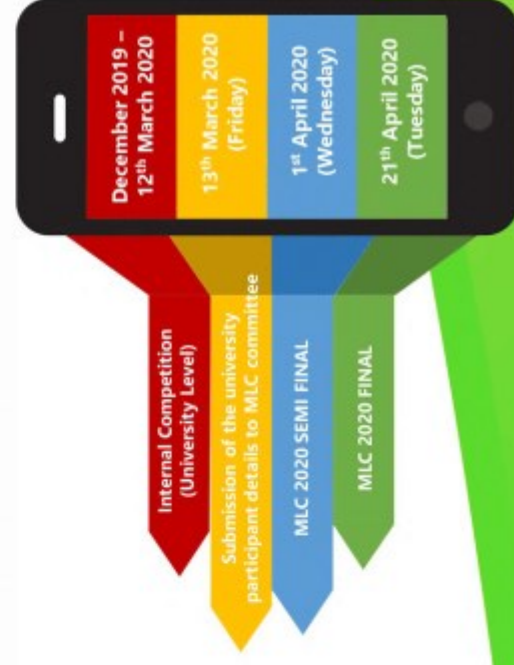 December 2019 –
12th March 2020
Internal Competition
(University Level)
13th March 2020
(Friday)
Submission of the university
participant details to MLC committee
1st April 2020
(Wednesday)
MLC 2020 SEMI FINAL
21th April 2020
(Tuesday)
MLC 2020 FINAL